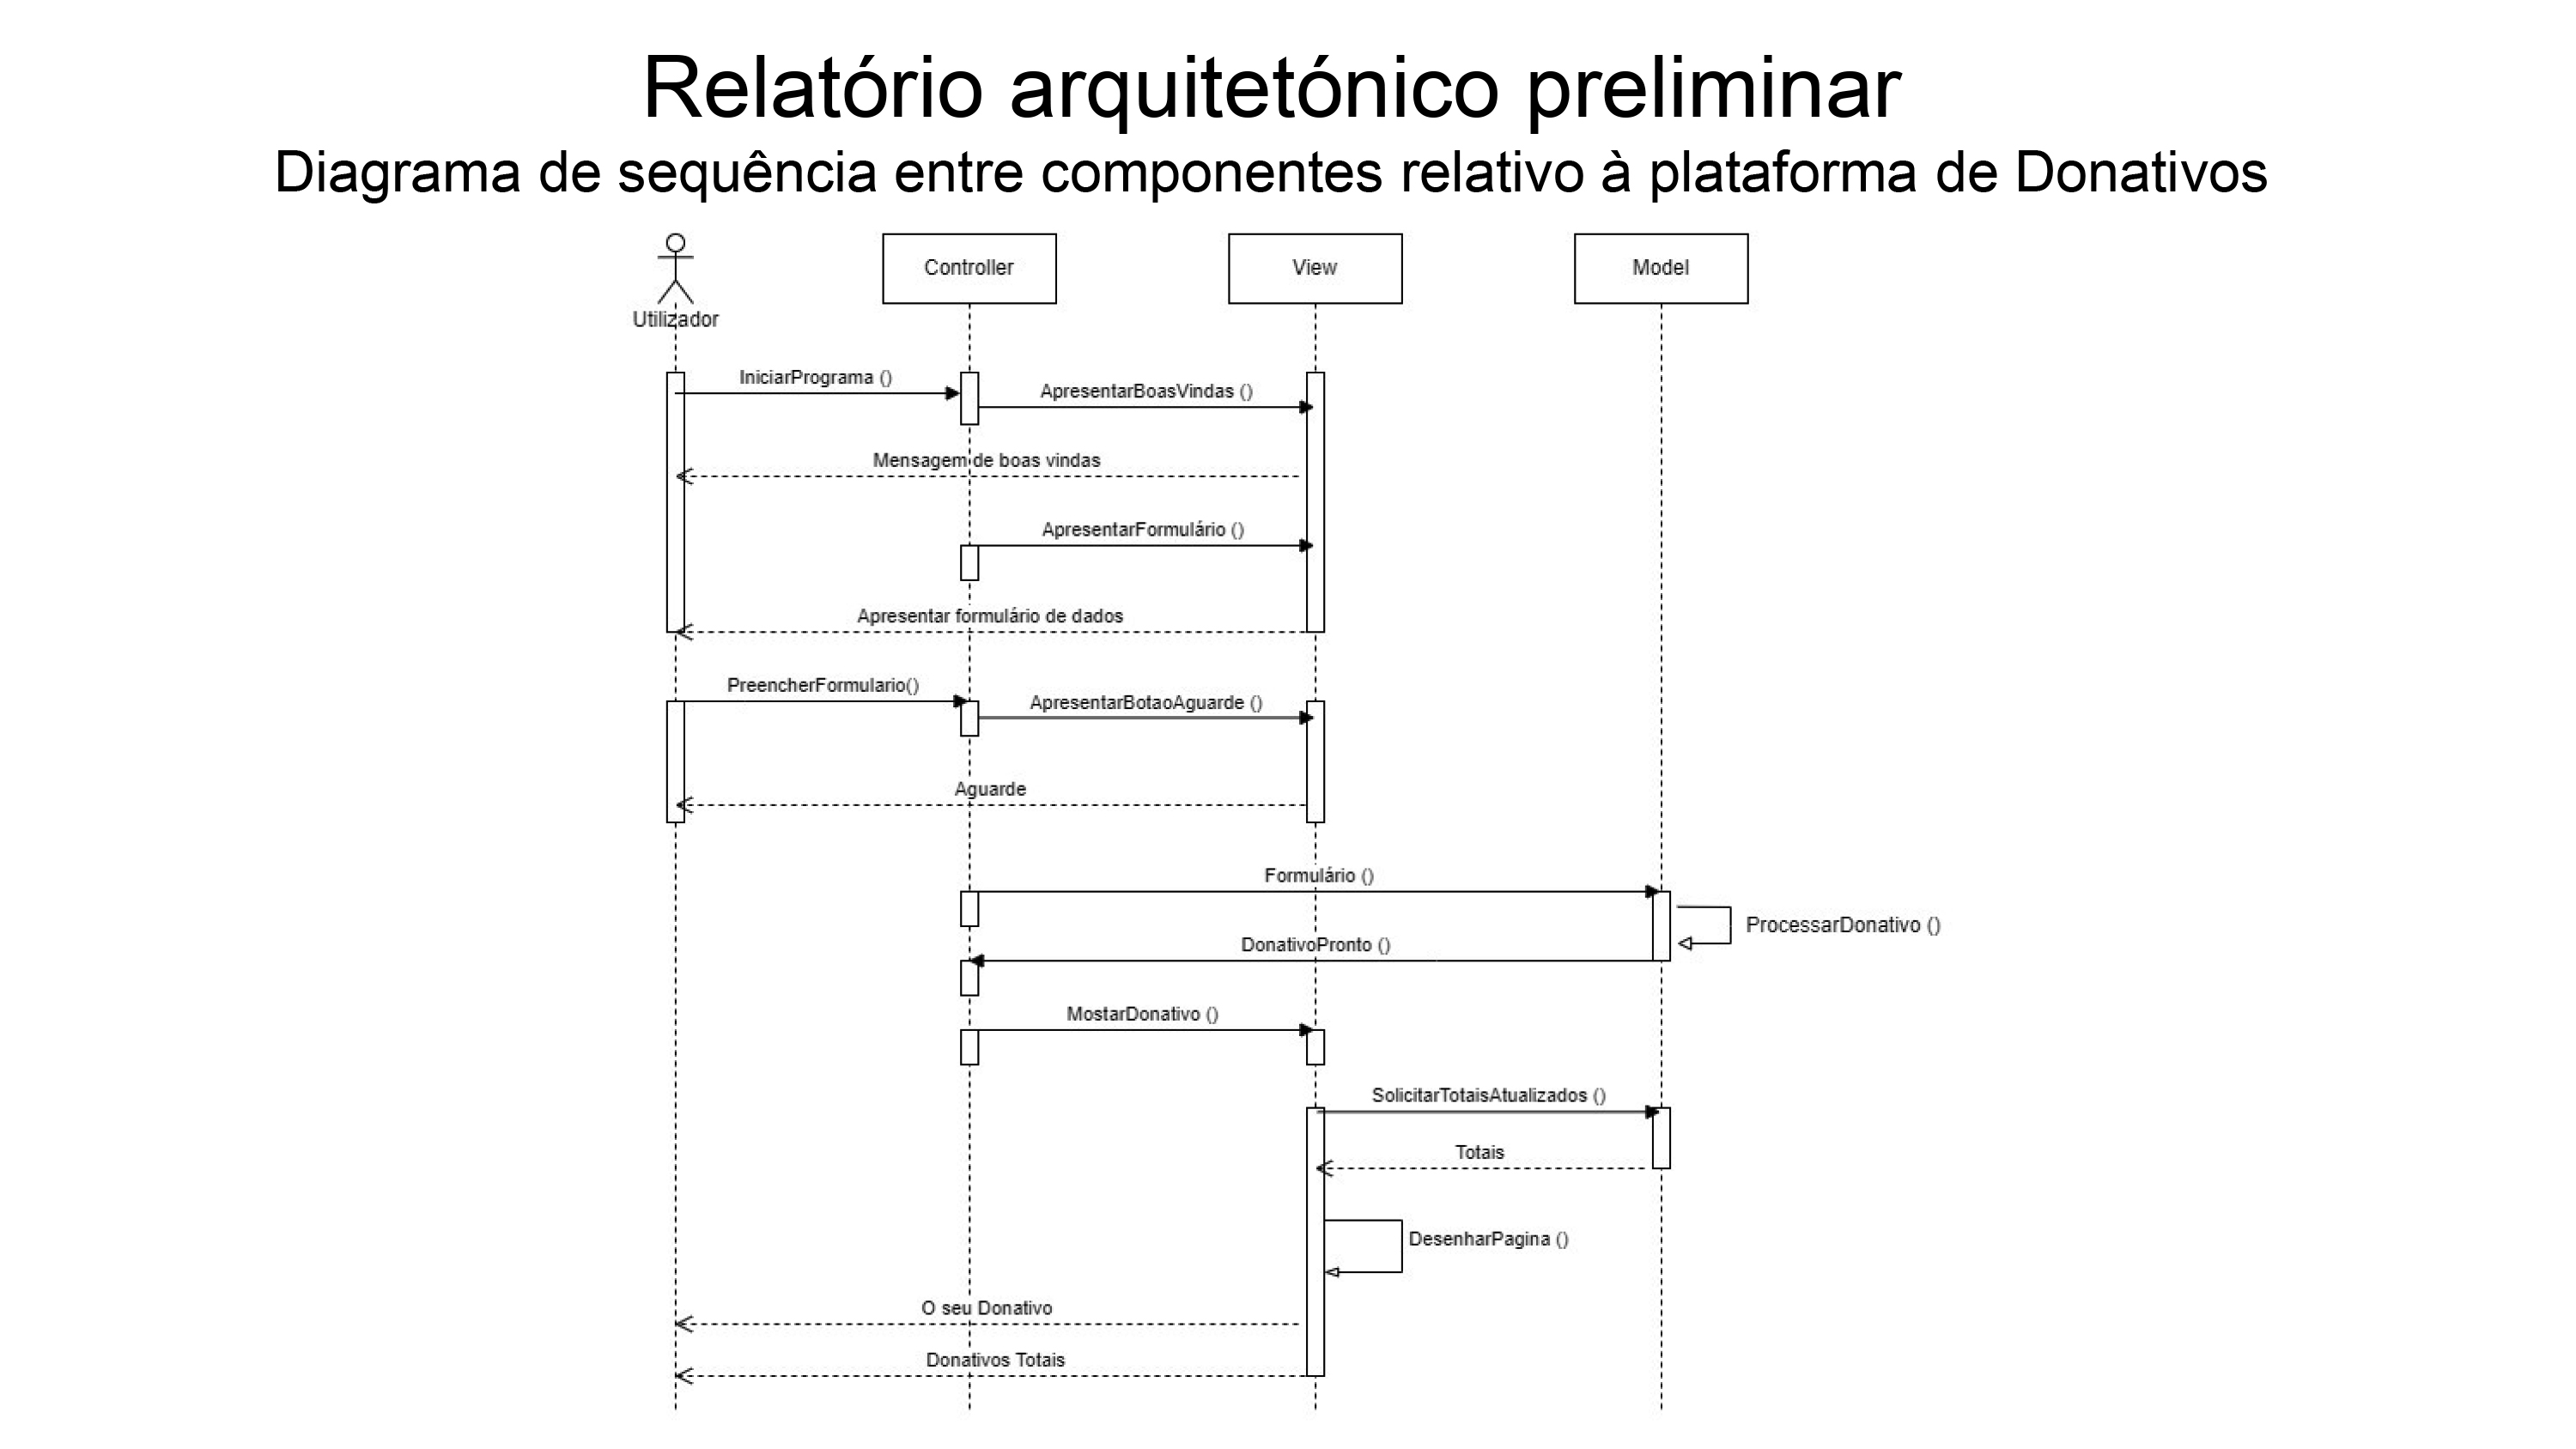 Relatório arquitetónico preliminar
Diagrama de sequência entre componentes relativo à plataforma de Donativos
Controller
View
Model
Utilizador
IniciarPrograma ()
ApresentarBoasVindas ()
Mensagem de boas vindas
ApresentarFormulário ()
Apresentar formulário de dados
PreencherFormulario()
ApresentarBotaoAguarde ()
Aguarde
Formulário ()
ProcessarDonativo ()
DonativoPronto ()
MostarDonativo ()
SolicitarTotaisAtualizados ()
Totais
DesenharPagina ()
O seu Donativo
Donativos Totais